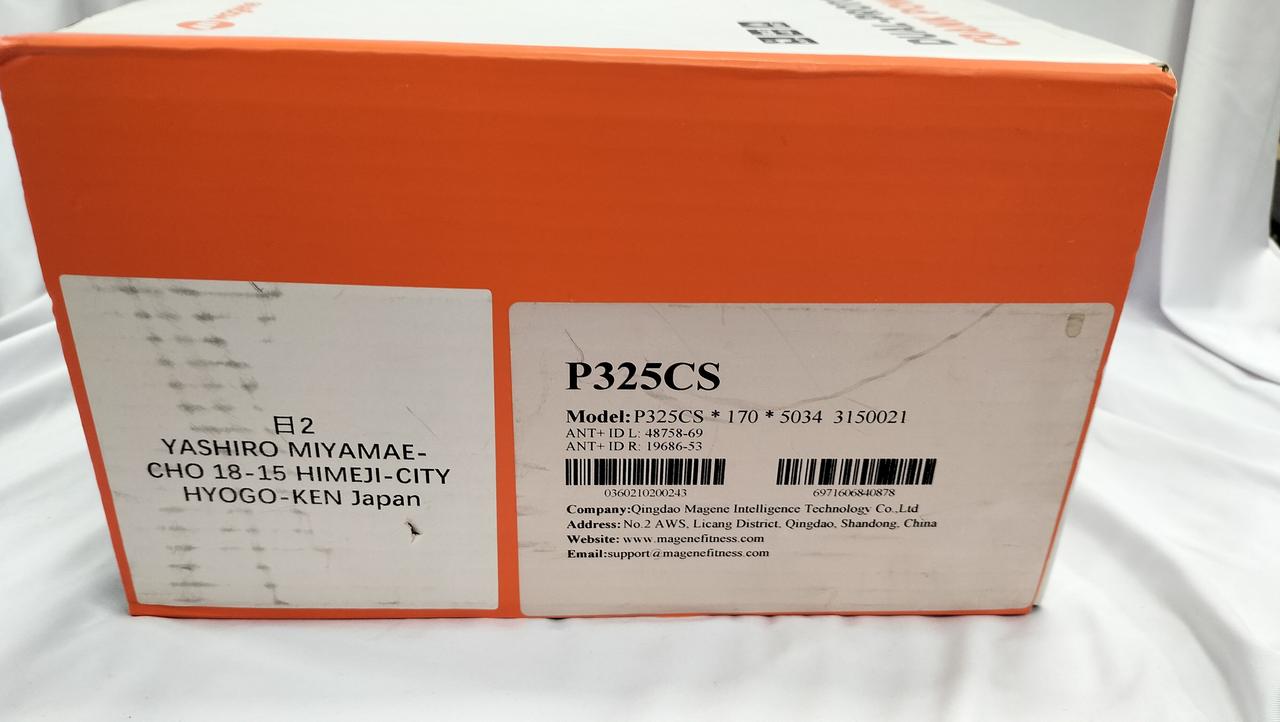 日2
YASHIRO MIYAMAE-
CHO 18-15 HIMEJI-CITY
HYOGO-KEN Japan
P325CS
Model: P325CS * 170 * 5034 3150021
ANT+ ID L: 48758-69
ANT+ ID R: 19686-53
0360210200243
6971606840878
Company:Qingdao Magene Intelligence Technology Co.,Ltd
Address: No.2 AWS, Licang District, Qingdao, Shandong, China
Website: www.magenefitness.com
Email:support@magenefitness.com